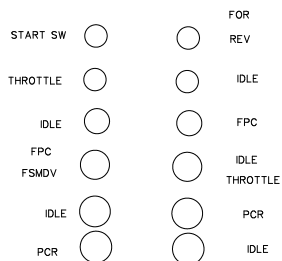 FOR
START SW REV
THROTTLE IDLE
IDLE FPC
FPC IDLE
FSMDV THROTTLE
IDLE PCR
PCR IDLE